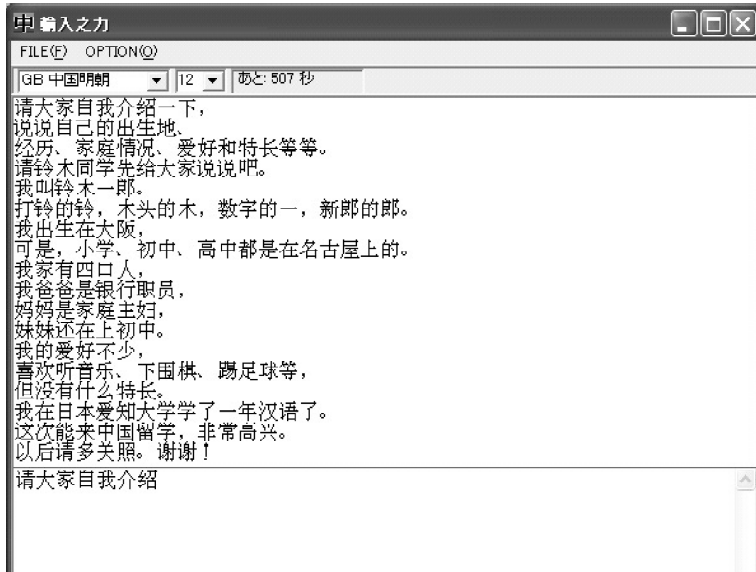 中 輸入之力
FILE(F) OPTION(O)
GB 中国明朝 12 あと: 507 秒
请大家自我介绍一下，
说说自己的出生地、
经历、家庭情况、爱好和特长等等。
请铃木同学先给大家说说吧。
我叫铃木一郎。
打铃的铃，木头的木，数字的一，新郎的郎。
我出生在大阪，
可是，小学、初中、高中都是在名古屋上的。
我家有四口人，
我爸爸是银行职员，
妈妈是家庭主妇，
妹妹还在上初中。
我的爱好不少，
喜欢听音乐、下围棋、踢足球等，
但没有什么特长。
我在日本爱知大学学了一年汉语了。
这次能来中国留学，非常高兴。
以后请多关照。谢谢！
请大家自我介绍